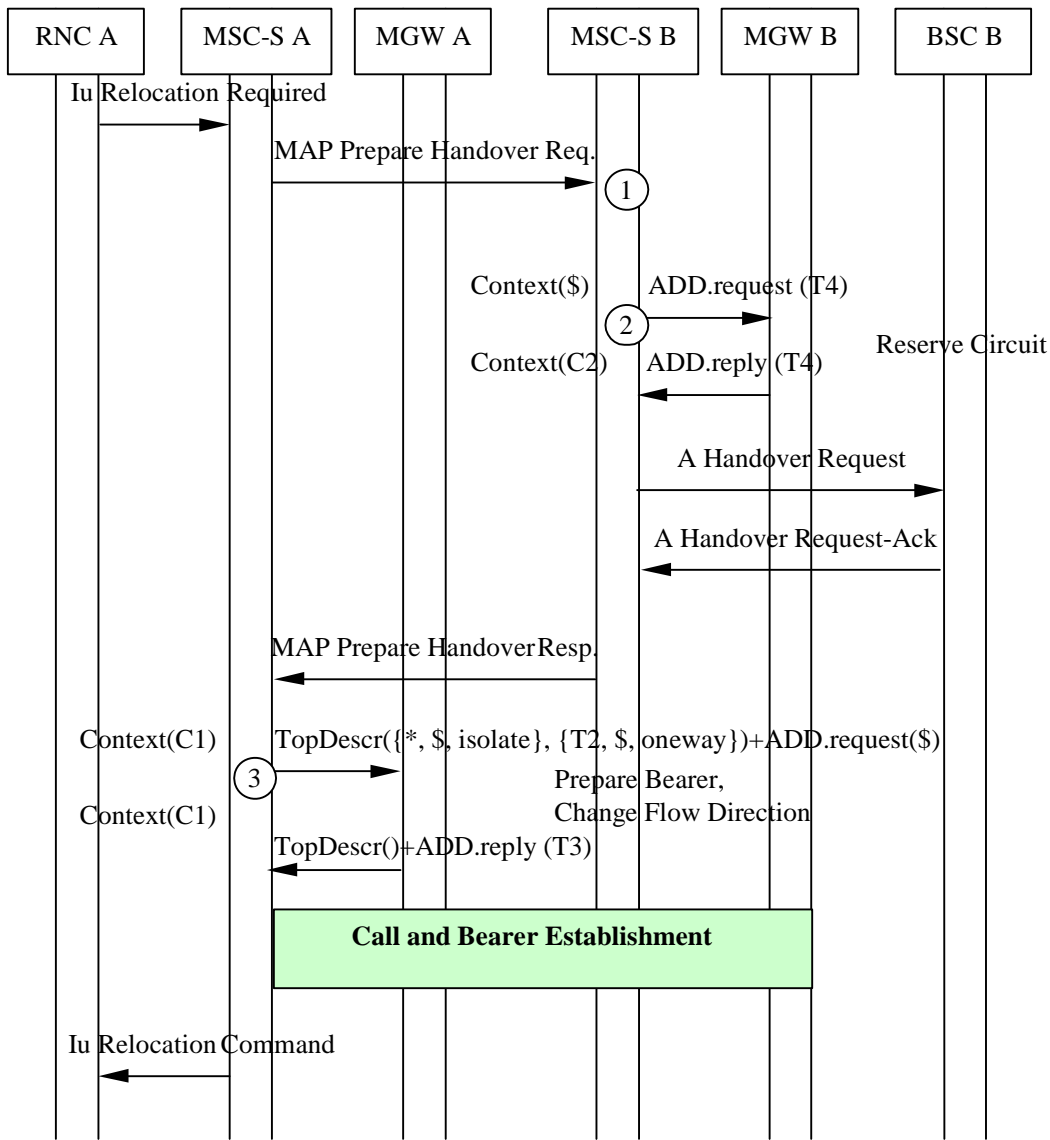 RNC A
MSC-S A
MGW A
MSC-S B
MGW B
BSC B
Iu Relocation Required
MAP Prepare Handover Req.
1
Context($)
ADD.request (T4)
2
Reserve Circuit
Context(C2)
ADD.reply (T4)
A Handover Request
A Handover Request-Ack
MAP Prepare Handover Resp.
Context(C1)
TopDescr({*, $, isolate}, {T2, $, oneway})+ADD.request($)
3
Prepare Bearer,
Change Flow Direction
Context(C1)
TopDescr()+ADD.reply (T3)
Call and Bearer Establishment
Iu Relocation Command